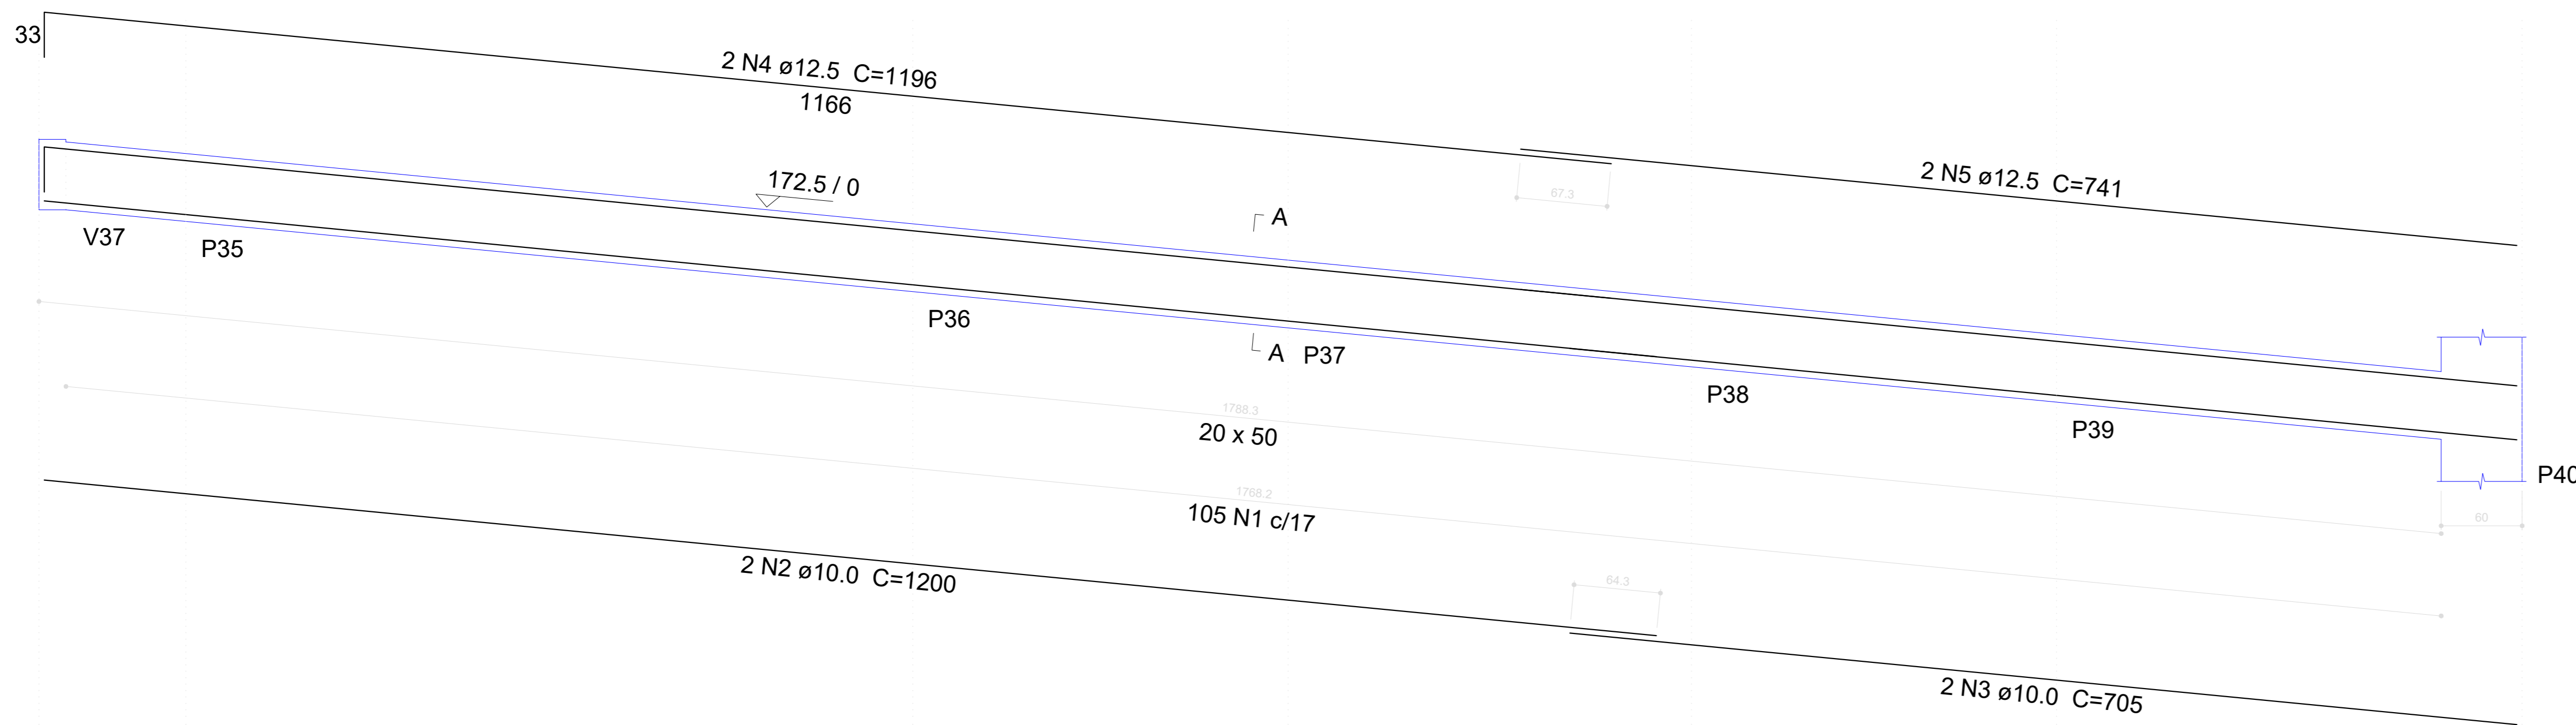 33
2 N4 ø12.5 C=1196
1166
2 N5 ø12.5 C=741
67.3
172.5 / 0
A
V37
P35
P36
A
P37
P38
P39
P40
1788.3
20 x 50
1768.2
105 N1 c/17
60
2 N2 ø10.0 C=1200
64.3
2 N3 ø10.0 C=705